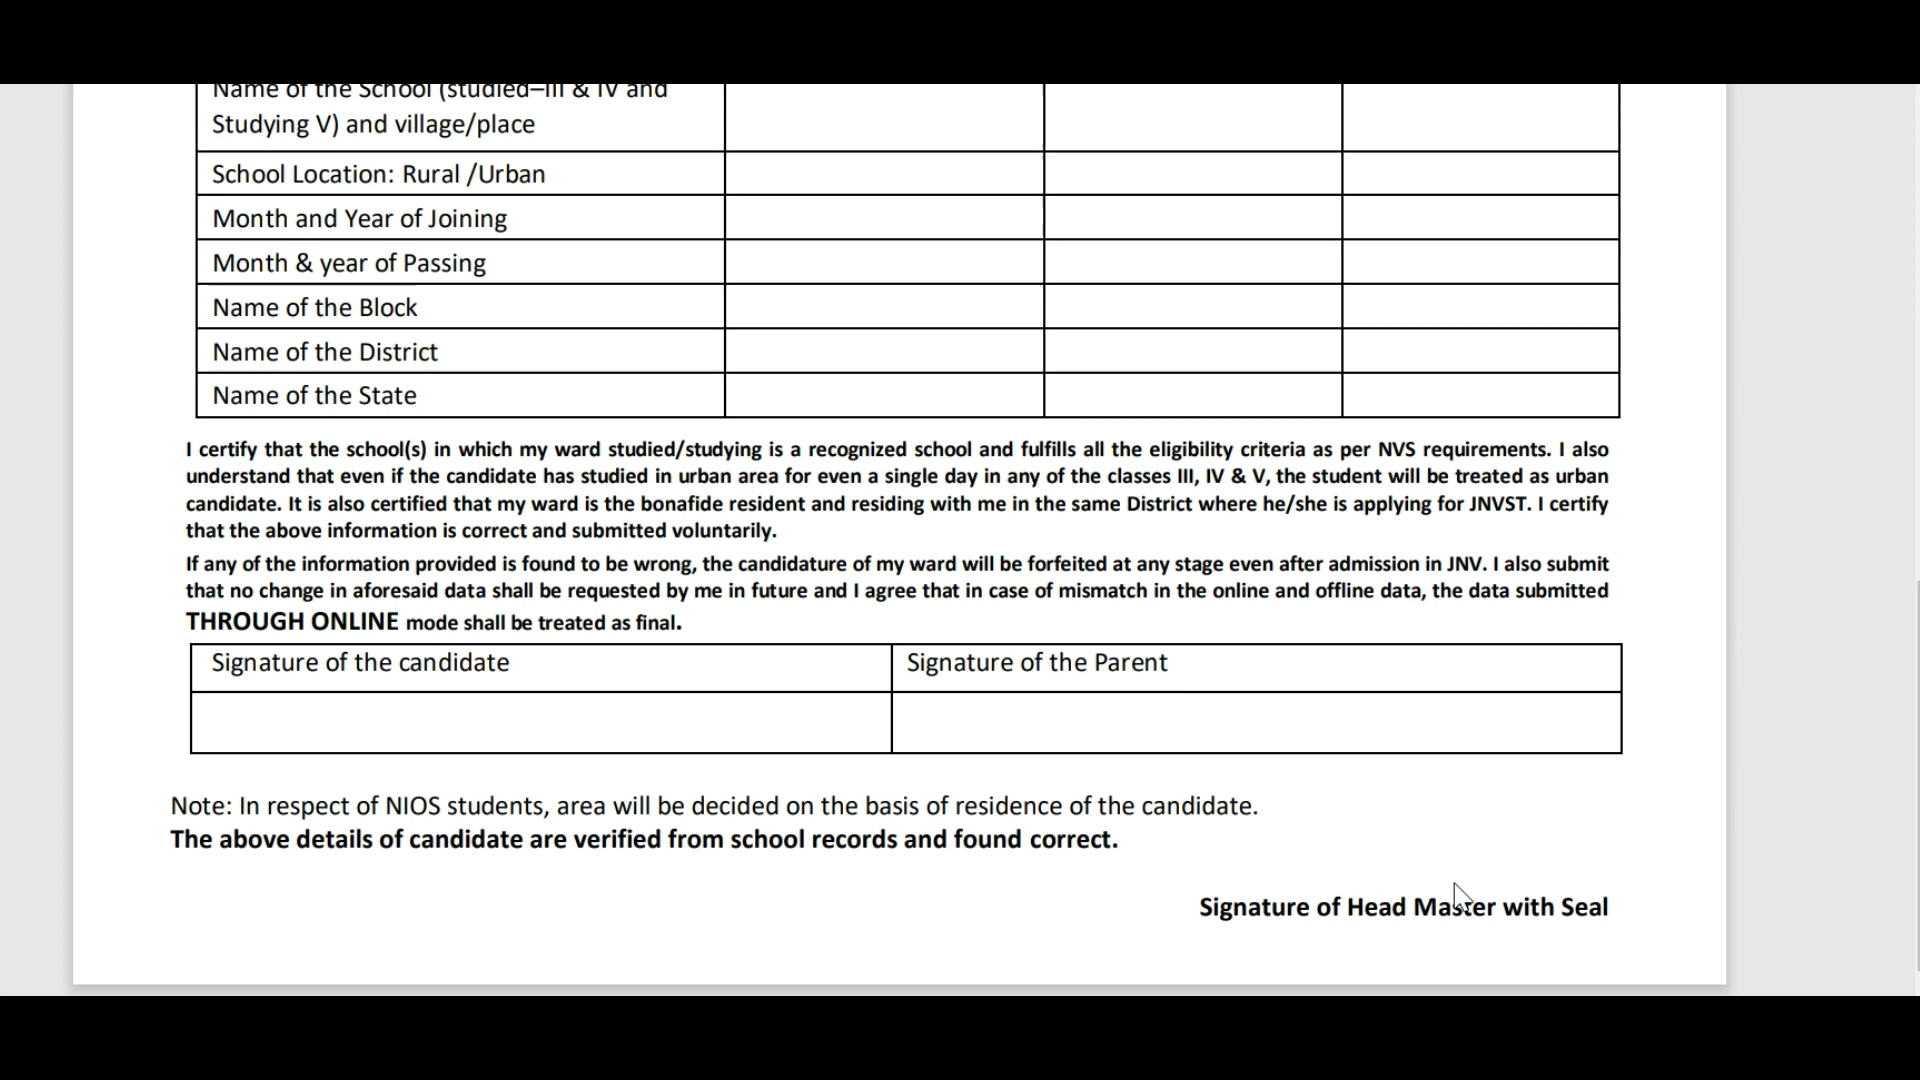 Name of the School (studied–III & IV and
Studying V) and village/place
School Location: Rural /Urban
Month and Year of Joining
Month & year of Passing
Name of the Block
Name of the District
Name of the State
I certify that the school(s) in which my ward studied/studying is a recognized school and fulfills all the eligibility criteria as per NVS requirements. I also
understand that even if the candidate has studied in urban area for even a single day in any of the classes III, IV & V, the student will be treated as urban
candidate. It is also certified that my ward is the bonafide resident and residing with me in the same District where he/she is applying for JNVST. I certify
that the above information is correct and submitted voluntarily.
If any of the information provided is found to be wrong, the candidature of my ward will be forfeited at any stage even after admission in JNV. I also submit
that no change in aforesaid data shall be requested by me in future and I agree that in case of mismatch in the online and offline data, the data submitted
THROUGH ONLINE mode shall be treated as final.
Signature of the candidate Signature of the Parent
Note: In respect of NIOS students, area will be decided on the basis of residence of the candidate.
The above details of candidate are verified from school records and found correct.
Signature of Head Master with Seal